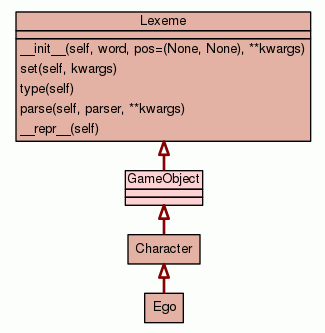 Lexeme
__init__(self, word, pos=(None, None), **kwargs)
set(self, kwargs)
type(self)
parse(self, parser, **kwargs)
__repr__(self)
GameObject
Character
Ego